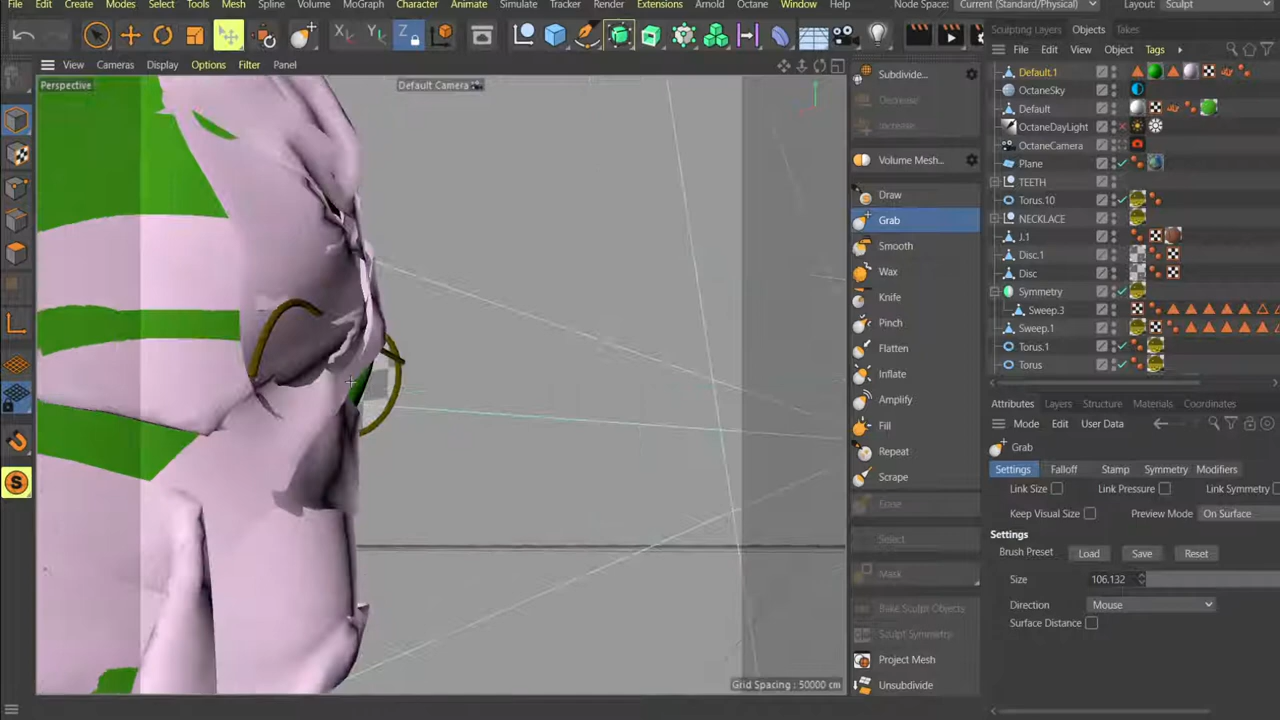 File Edit Create Modes Select Tools Mesh Spline Volume MoGraph Character Animate Simulate Tracker Render Extensions Arnold Octane Window Help Node Space: Current (Standard/Physical) Layout: Sculpt
X Y Z
Sculpting Layers Objects Takes
File Edit View Object Tags
View Cameras Display Options Filter Panel
Perspective Default Camera
Subdivide...
Decrease
Increase
Volume Mesh...
Draw
Grab
Smooth
Wax
Knife
Pinch
Flatten
Inflate
Amplify
Fill
Repeat
Scrape
Erase
Select
Mask
Bake Sculpt Objects
Sculpt Symmetry
Project Mesh
Unsubdivide
Default.1
OctaneSky
Default
OctaneDayLight
OctaneCamera
Plane
TEETH
Torus.10
NECKLACE
J.1
Disc.1
Disc
Symmetry
Sweep.3
Sweep.1
Torus.1
Torus
Attributes Layers Structure Materials Coordinates
Mode Edit User Data
Grab
Settings Falloff Stamp Symmetry Modifiers
Link Size Link Pressure Link Symmetry
Keep Visual Size Preview Mode On Surface
Settings
Brush Preset Load Save Reset
Size 106.132
Direction Mouse
Surface Distance
Grid Spacing : 50000 cm
S